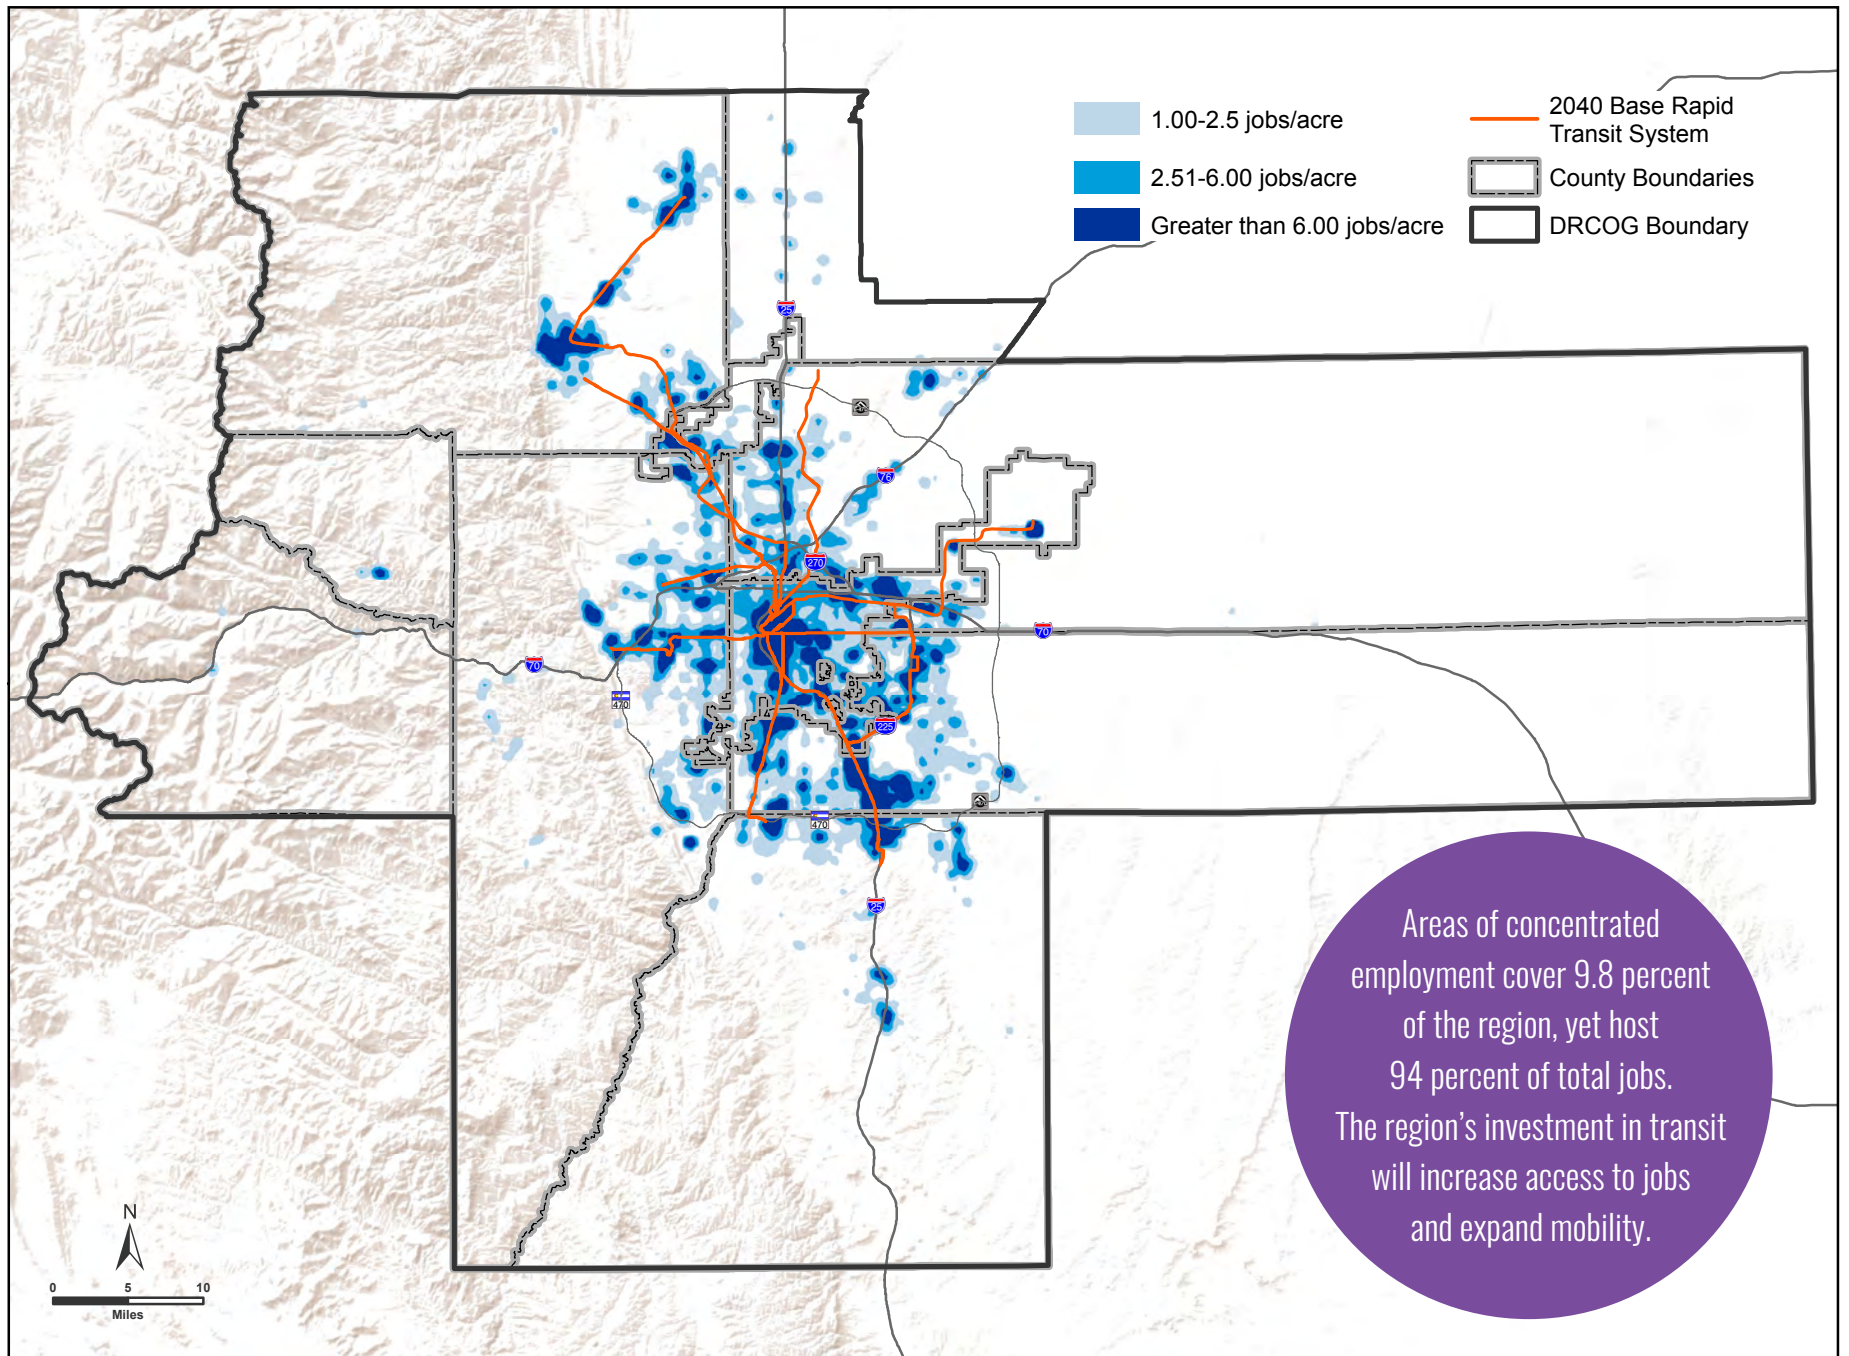 1.00-2.5 jobs/acre
2.51-6.00 jobs/acre
Greater than 6.00 jobs/acre
2040 Base Rapid
Transit System
County Boundaries
DRCOG Boundary
25
76
270
70
70
470
225
470
25
Areas of concentrated
employment cover 9.8 percent
of the region, yet host
94 percent of total jobs.
The region's investment in transit
will increase access to jobs
and expand mobility.
N
0 5 10
Miles